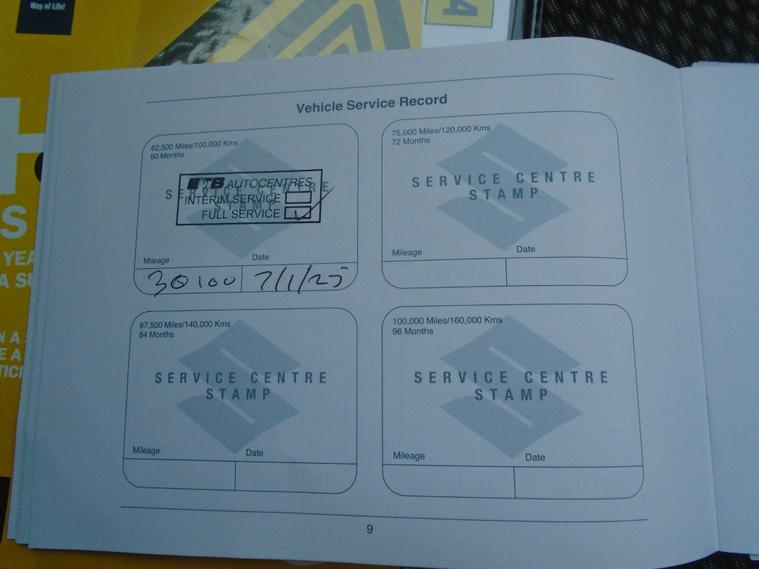 Way of Life!
4
S
YEA
A SU
Vehicle Service Record
62,500 Miles/100,000 Kms
60 Months
SERVICE CENTRE
STAMP
AUTOCENTRES
INTERIM SERVICE
FULL SERVICE ✓
Mileage Date
30100 7/1/25
75,000 Miles/120,000 Kms
72 Months
SERVICE CENTRE
STAMP
Mileage Date
87,500 Miles/140,000 Kms
84 Months
SERVICE CENTRE
STAMP
Mileage Date
100,000 Miles/160,000 Kms
96 Months
SERVICE CENTRE
STAMP
Mileage Date
9